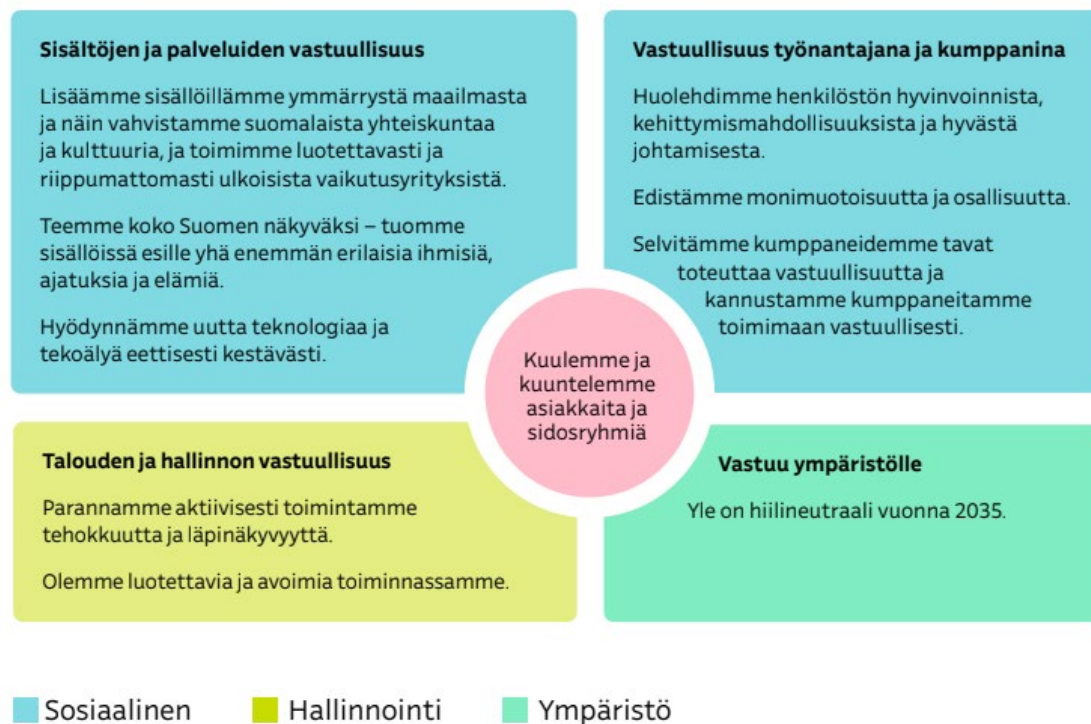 Sisältöjen ja palveluiden vastuullisuus
Lisäämme sisällöillämme ymmärrystä maailmasta
ja näin vahvistamme suomalaista yhteiskuntaa
ja kulttuuria, ja toimimme luotettavasti ja
riippumattomasti ulkoisista vaikutusyrityksistä.
Teemme koko Suomen näkyväksi – tuomme
sisällöissä esille yhä enemmän erilaisia ihmisiä,
ajatuksia ja elämiä.
Hyödynnämme uutta teknologiaa ja
tekoälyä eettisesti kestävästi.
Vastuullisuus työnantajana ja kumppanina
Huolehdimme henkilöstön hyvinvoinnista,
kehittymismahdollisuuksista ja hyvästä
johtamisesta.
Edistämme monimuotoisuutta ja osallisuutta.
Selvitämme kumppaneidemme tavat
toteuttaa vastuullisuutta ja
kannustamme kumppaneitamme
toimimaan vastuullisesti.
Kuulemme ja
kuuntelemme
asiakkaita ja
sidosryhmiä
Talouden ja hallinnon vastuullisuus
Parannamme aktiivisesti toimintamme
tehokkuutta ja läpinäkyvyyttä.
Olemme luotettavia ja avoimia toiminnassamme.
Vastuu ympäristölle
Yle on hiilineutraali vuonna 2035.
Sosiaalinen
Hallinnointi
Ympäristö